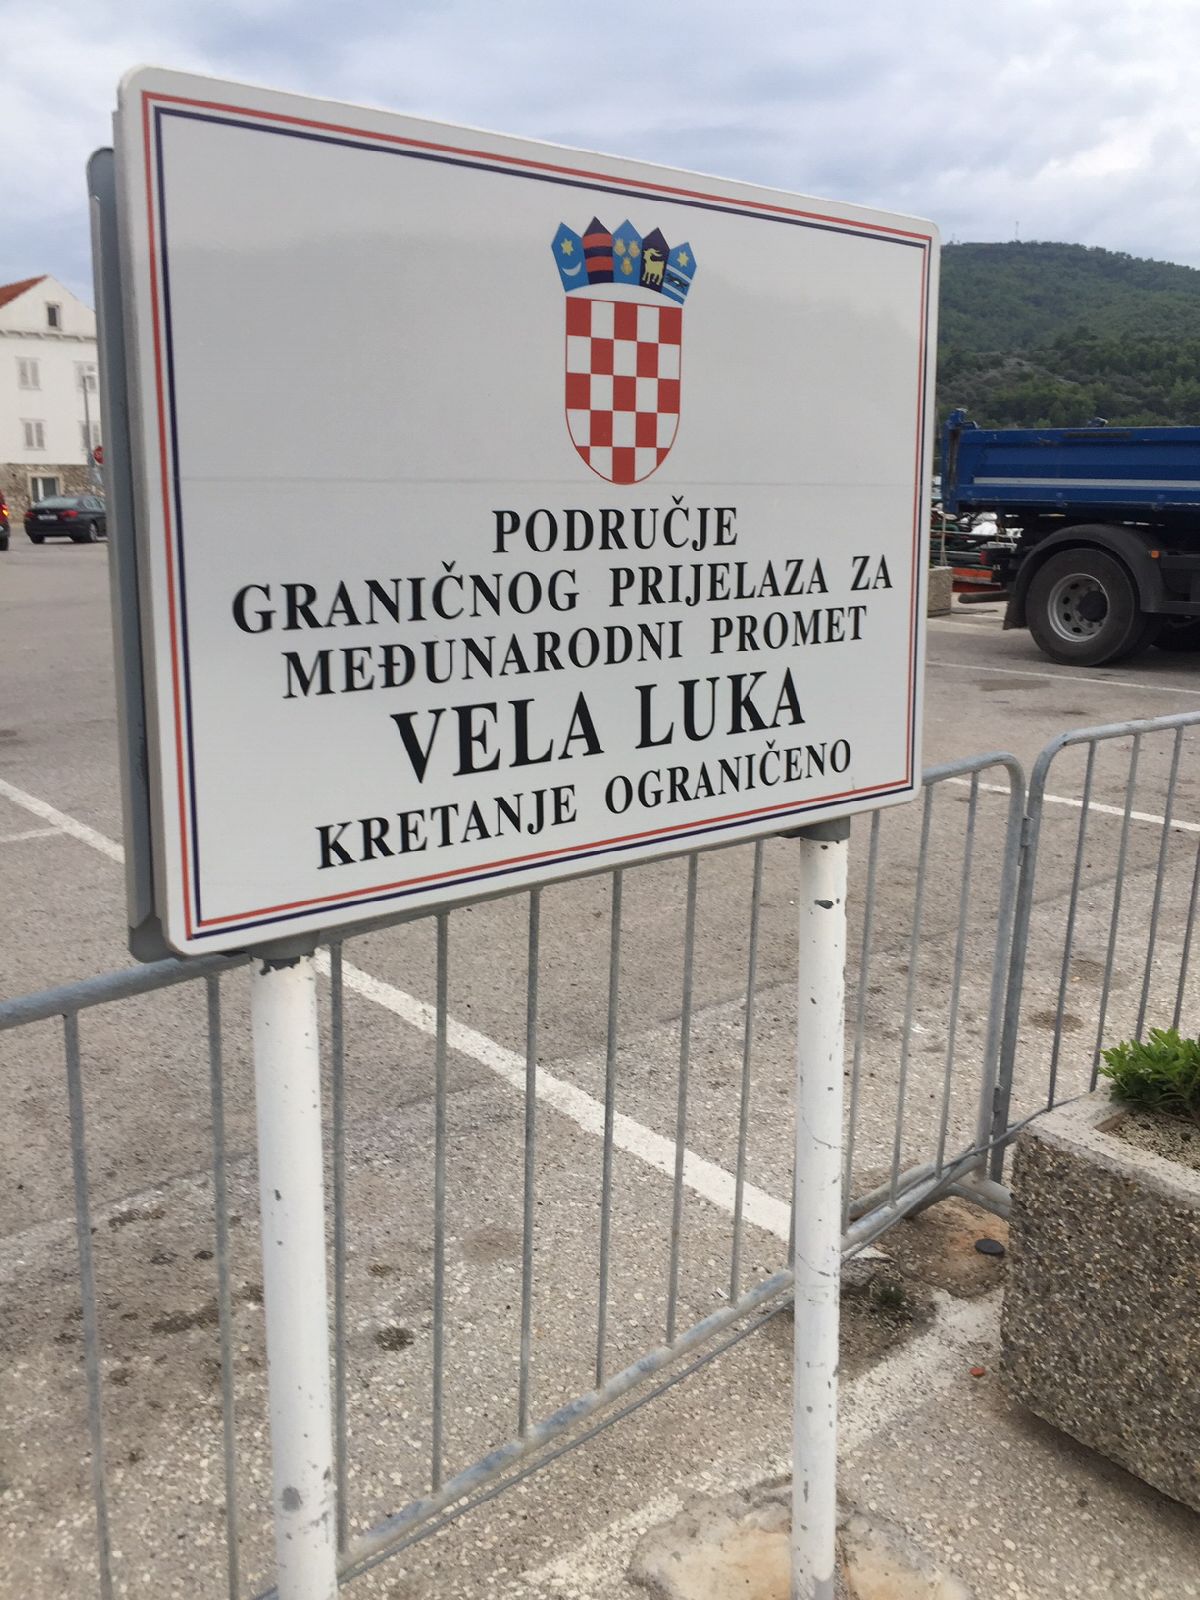 PODRUČJE
GRANIČNOG PRIJELAZA ZA
MEĐUNARODNI PROMET
VELA LUKA
KRETANJE OGRANIČENO